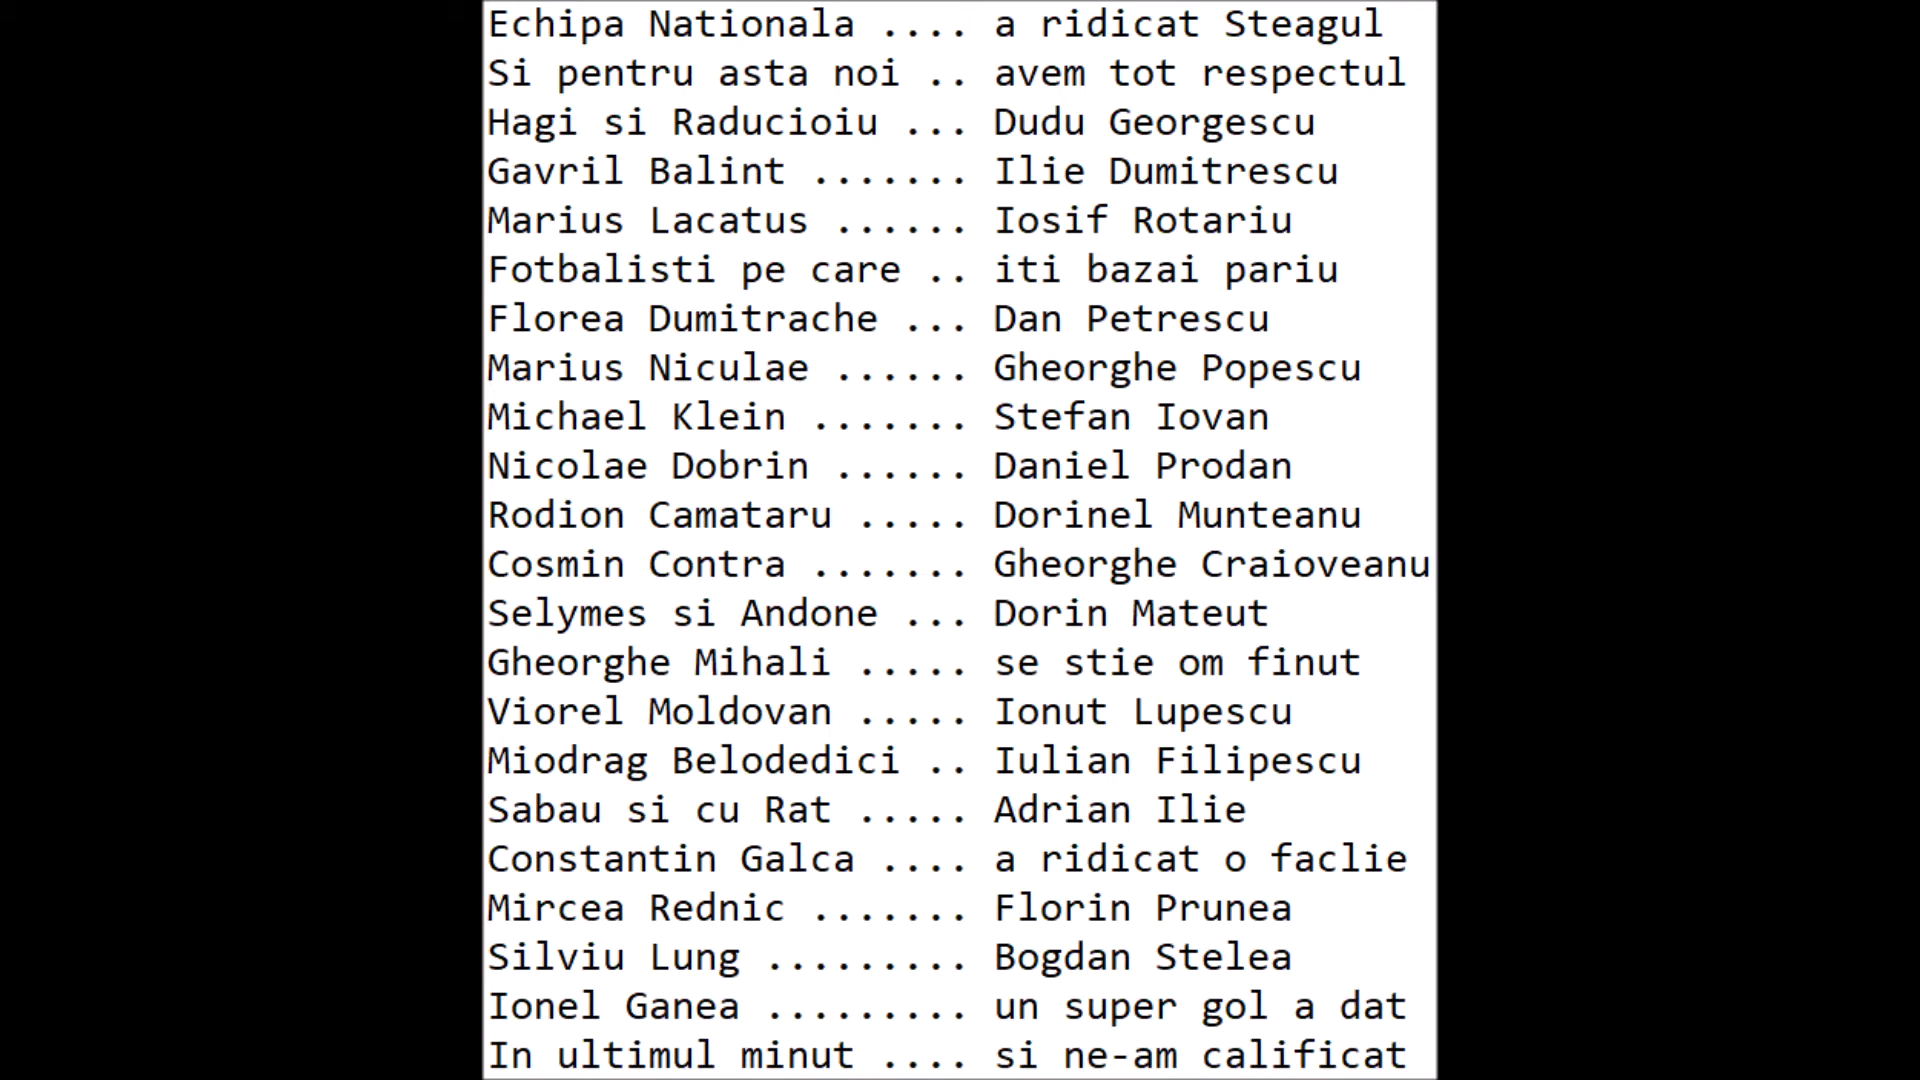 Echipa Nationala .... a ridicat Steagul
Si pentru asta noi .. avem tot respectul
Hagi si Raducioiu ... Dudu Georgescu
Gavril Balint ....... Ilie Dumitrescu
Marius Lacatus ...... Iosif Rotariu
Fotbalisti pe care .. iti bazai pariu
Florea Dumitrache ... Dan Petrescu
Marius Niculae ...... Gheorghe Popescu
Michael Klein ....... Stefan Iovan
Nicolae Dobrin ...... Daniel Prodan
Rodion Camataru ..... Dorinel Munteanu
Cosmin Contra ....... Gheorghe Craioveanu
Selymes si Andone ... Dorin Mateut
Gheorghe Mihali ..... se stie om finut
Viorel Moldovan ..... Ionut Lupescu
Miodrag Belodedici .. Iulian Filipescu
Sabau si cu Rat ..... Adrian Ilie
Constantin Galca .... a ridicat o faclie
Mircea Rednic ....... Florin Prunea
Silviu Lung ......... Bogdan Stelea
Ionel Ganea ......... un super gol a dat
In ultimul minut .... si ne-am calificat